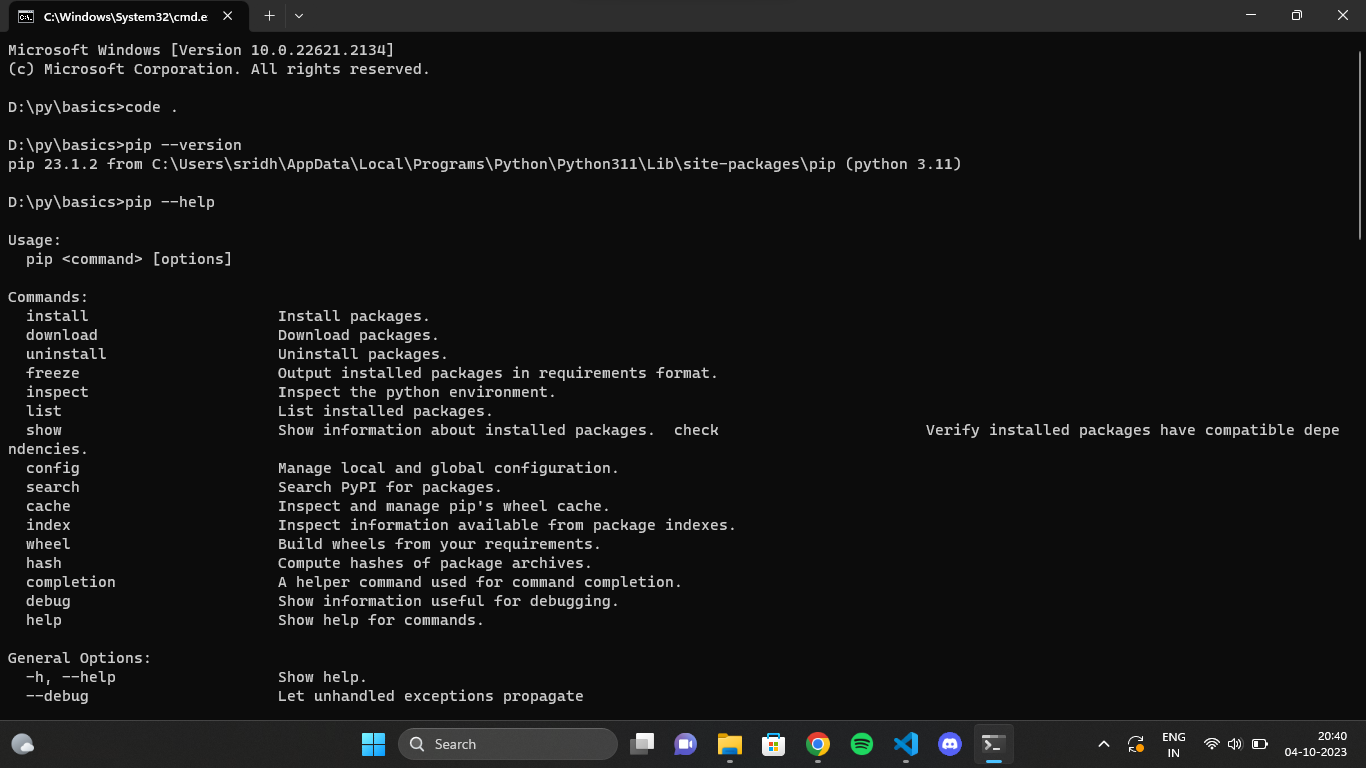 C:\Windows\System32\cmd.e
Microsoft Windows [Version 10.0.22621.2134]
(c) Microsoft Corporation. All rights reserved.
D:\py\basics>code .
D:\py\basics>pip --version
pip 23.1.2 from C:\Users\sridh\AppData\Local\Programs\Python\Python311\Lib\site-packages\pip (python 3.11)
D:\py\basics>pip --help
Usage:
  pip <command> [options]
Commands:
  install                     Install packages.
  download                    Download packages.
  uninstall                   Uninstall packages.
  freeze                      Output installed packages in requirements format.
  inspect                     Inspect the python environment.
  list                        List installed packages.
  show                        Show information about installed packages.  check                       Verify installed packages have compatible depe
ndencies.
  config                      Manage local and global configuration.
  search                      Search PyPI for packages.
  cache                       Inspect and manage pip's wheel cache.
  index                       Inspect information available from package indexes.
  wheel                       Build wheels from your requirements.
  hash                        Compute hashes of package archives.
  completion                  A helper command used for command completion.
  debug                       Show information useful for debugging.
  help                        Show help for commands.
General Options:
  -h, --help                  Show help.
  --debug                     Let unhandled exceptions propagate
Search
ENG
IN
20:40
04-10-2023